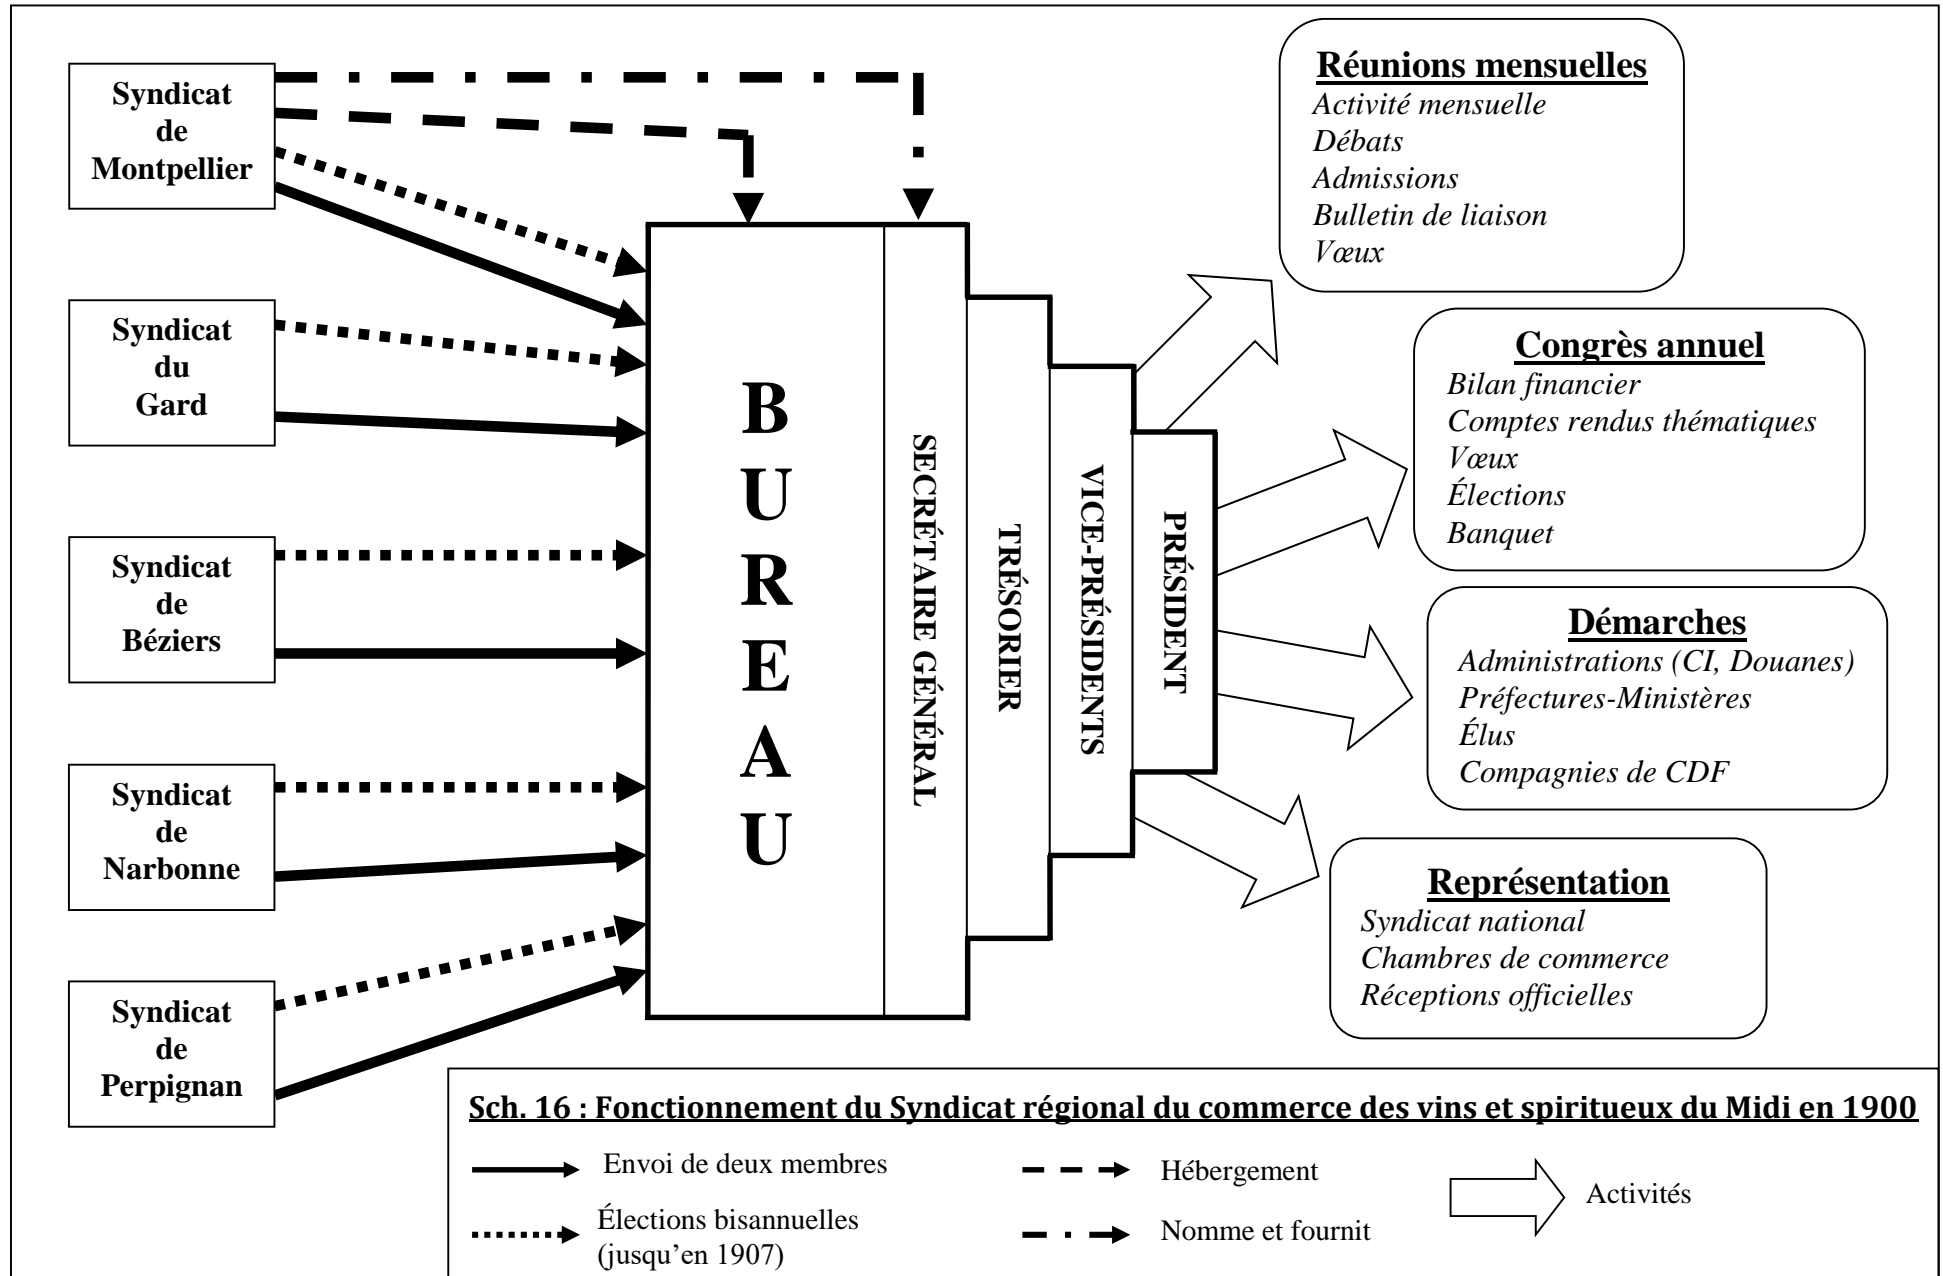 Syndicat
de
Montpellier
Syndicat
du
Gard
Syndicat
de
Béziers
Syndicat
de
Narbonne
Syndicat
de
Perpignan
BUREAU
SECRÉTAIRE GÉNÉRAL
TRÉSORIER
VICE-PRÉSIDENTS
PRÉSIDENT
Réunions mensuelles
Activité mensuelle
Débats
Admissions
Bulletin de liaison
Vœux
Congrès annuel
Bilan financier
Comptes rendus thématiques
Vœux
Élections
Banquet
Démarches
Administrations (CI, Douanes)
Préfectures-Ministères
Élus
Compagnies de CDF
Représentation
Syndicat national
Chambres de commerce
Réceptions officielles
Sch. 16 : Fonctionnement du Syndicat régional du commerce des vins et spiritueux du Midi en 1900
Envoi de deux membres
Élections bisannuelles
(jusqu’en 1907)
Hébergement
Nomme et fournit
Activités